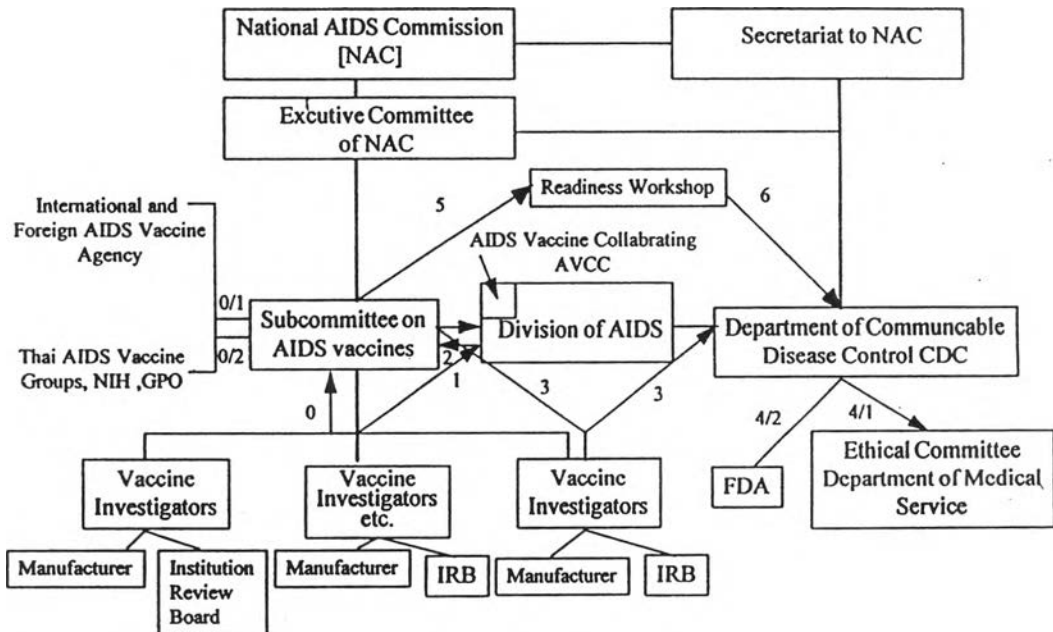 National AIDS Commission
[NAC]
Secretariat to NAC
Excutive Committee
of NAC
Readiness Workshop
5
6
International and
Foreign AIDS Vaccine
Agency
AIDS Vaccine Collabrating
AVCC
0/1
Subcommittee on
AIDS vaccines
Division of AIDS
Department of Communcable
Disease Control CDC
0/2
Thai AIDS Vaccine
Groups, NIH ,GPO
2
1
3
3
0
4/2
4/1
Vaccine
Investigators
Vaccine
Investigators
etc.
Vaccine
Investigators
FDA
Ethical Committee
Department of Medical
Service
Manufacturer
Institution
Review
Board
Manufacturer
IRB
Manufacturer
IRB